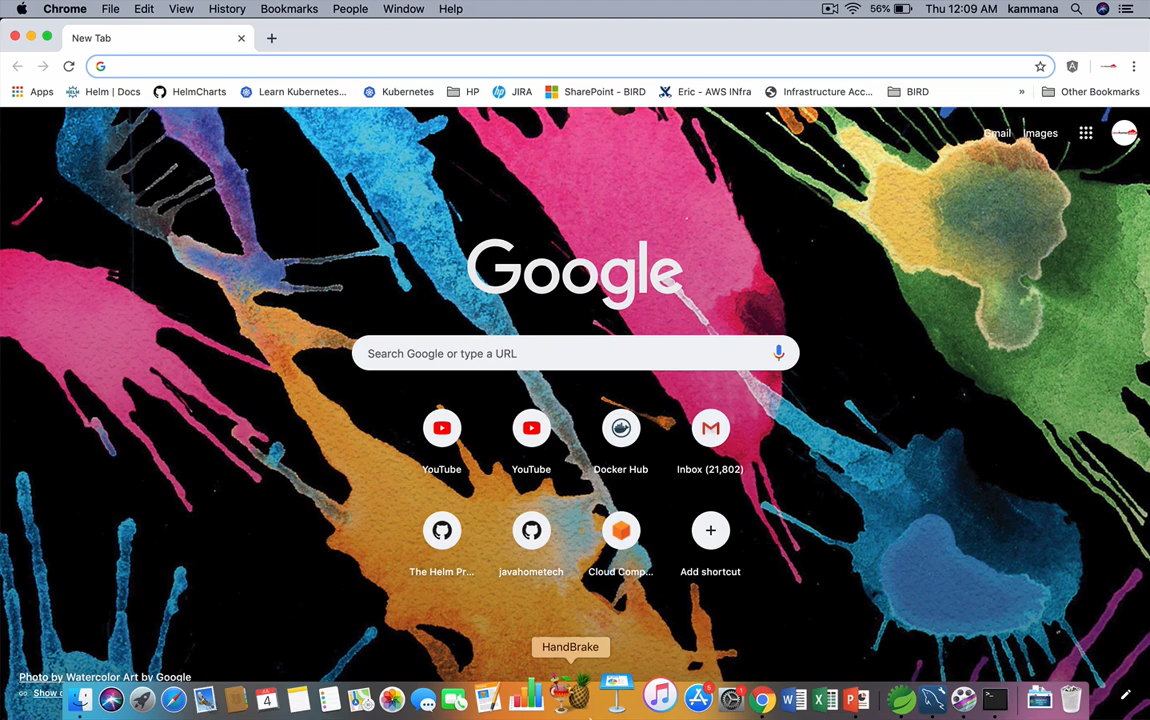 Chrome File Edit View History Bookmarks People Window Help 56% Thu 12:09 AM kammana
New Tab
Apps Helm | Docs HelmCharts Learn Kubernetes... Kubernetes HP JIRA SharePoint - BIRD Eric - AWS INfra Infrastructure Acc... BIRD » Other Bookmarks
Gmail Images
Google
Search Google or type a URL
YouTube YouTube Docker Hub Inbox (21,802)
The Helm Pr... javahometech Cloud Comp... Add shortcut
HandBrake
Photo by Watercolor Art by Google
Show
4